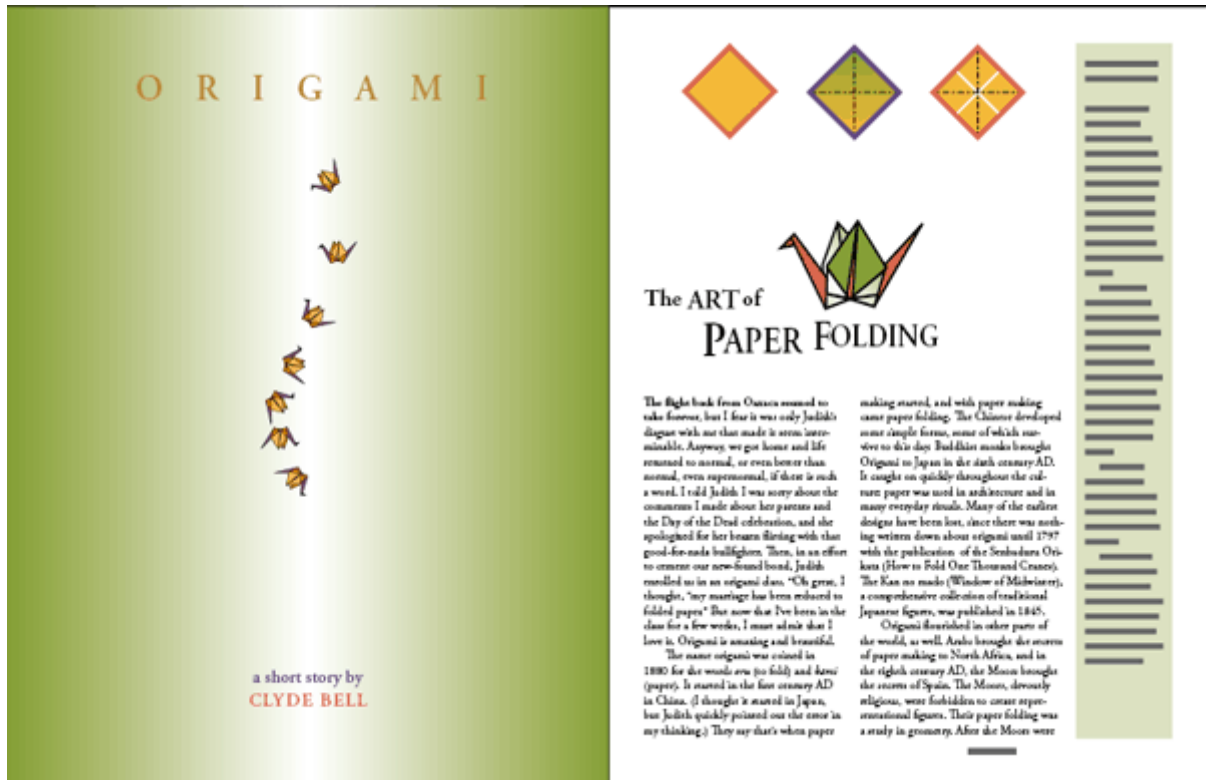 ORIGAMI
a short story by
CLYDE BELL
The ART of
PAPER FOLDING
The flight back from Oaxaca seemed to
take forever, but I fear it was only Judith's
disgust with me that made it seem inter-
minable. Anyway, we got home and life
returned to normal, or even better than
normal, even supernormal, if there is such
a word. I told Judith I was sorry about the
comments I made about her parents and
the Day of the Dead celebration, and she
apologized for her brazen flirting with that
good-for-nada bullfighter. Then, in an effort
to cement our new-found bond, Judith
enrolled us in an origami class. "Oh great, I
thought, "my marriage has been reduced to
folded paper." But now that I've been in the
class for a few weeks, I must admit that I
love it. Origami is amazing and beautiful.
The name origami was coined in
1880 for the words oru (to fold) and kami
(paper). It started in the first century AD
in China. (I thought it started in Japan,
but Judith quickly pointed out the error in
my thinking.) They say that's when paper
making started, and with paper making
came paper folding. The Chinese developed
some simple forms, some of which sur-
vive to this day. Buddhist monks brought
Origami to Japan in the sixth century AD.
It caught on quickly throughout the cul-
ture: paper was used in architecture and in
many everyday rituals. Many of the earliest
designs have been lost, since there was noth-
ing written down about origami until 1797
with the publication of the Senbaduru Ori-
kata (How to Fold One Thousand Cranes).
The Kan no mado (Window of Midwinter),
a comprehensive collection of traditional
Japanese figures, was published in 1845.
Origami flourished in other parts of
the world, as well. Arabs brought the secrets
of paper making to North Africa, and in
the eighth century AD, the Moors brought
the secrets of Spain. The Moors, devoutly
religious, were forbidden to create repre-
sentational figures. Their paper folding was
a study in geometry. After the Moors were